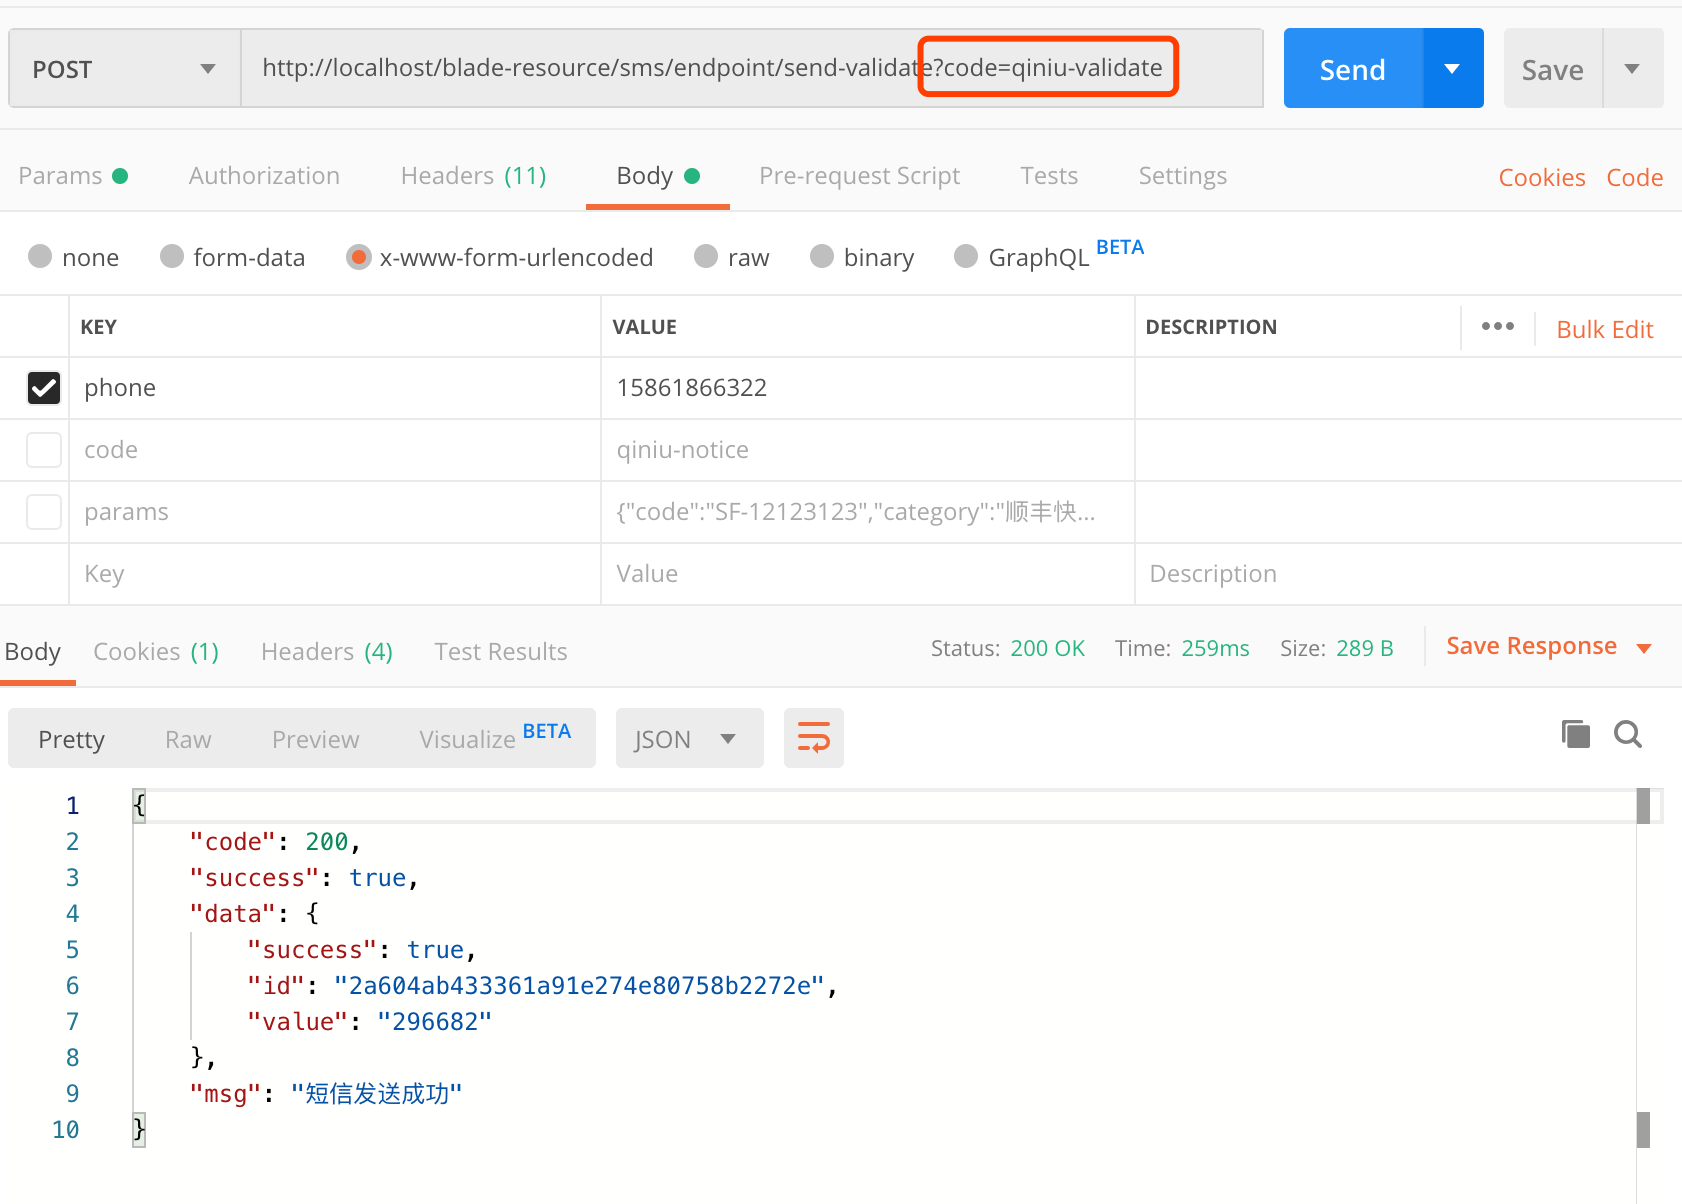 POST http://localhost/blade-resource/sms/endpoint/send-validate?code=qiniu-validate Send Save
Params Authorization Headers (11) Body Pre-request Script Tests Settings Cookies Code
none form-data x-www-form-urlencoded raw binary GraphQL BETA
KEY VALUE DESCRIPTION ••• Bulk Edit
phone 15861866322
code qiniu-notice
params {"code":"SF-12123123","category":"顺丰快...
Key Value Description
Body Cookies (1) Headers (4) Test Results Status: 200 OK Time: 259ms Size: 289 B Save Response
Pretty Raw Preview Visualize BETA JSON
1 {
2 "code": 200,
3 "success": true,
4 "data": {
5 "success": true,
6 "id": "2a604ab433361a91e274e80758b2272e",
7 "value": "296682"
8 },
9 "msg": "短信发送成功"
10 }